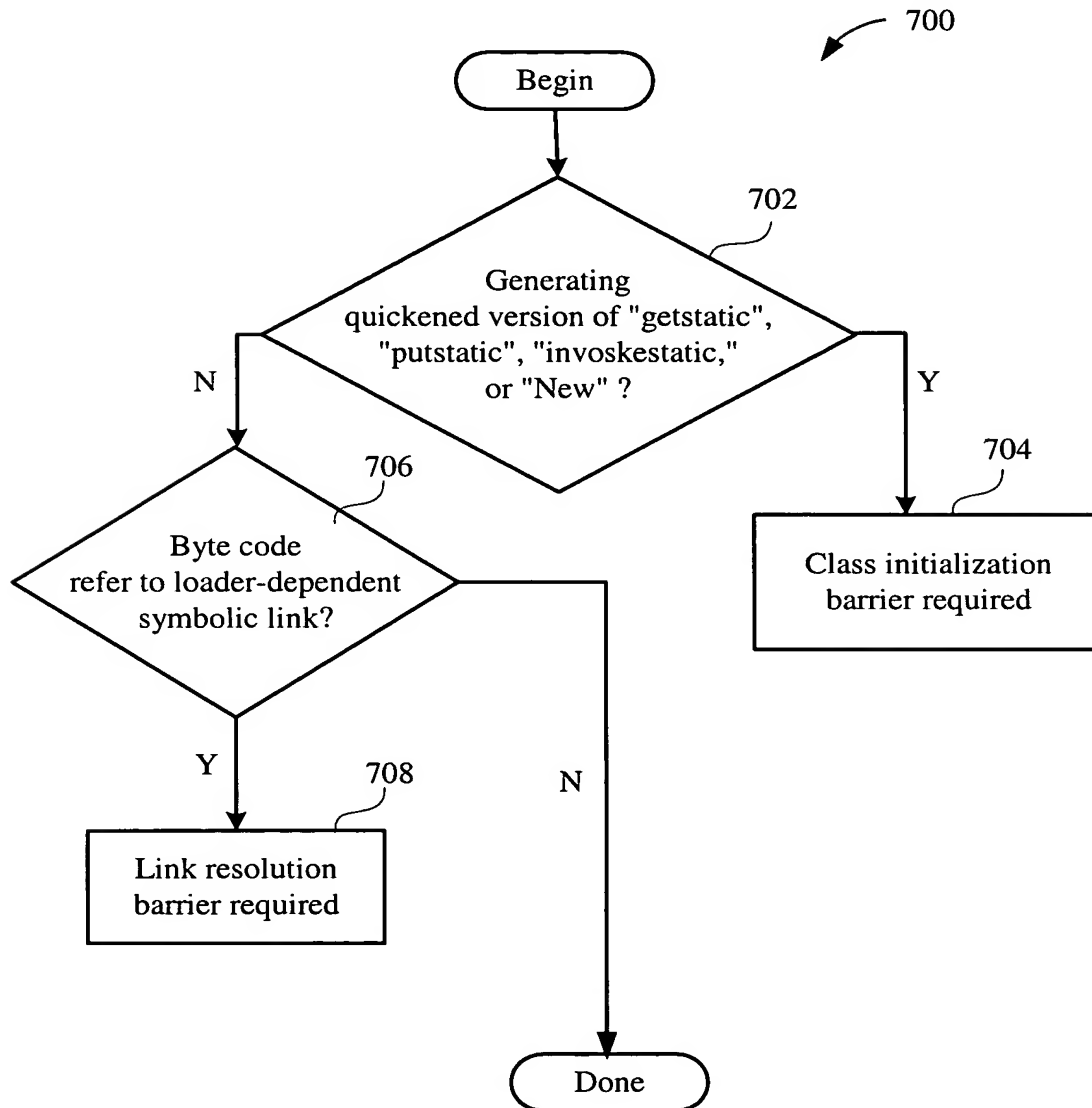 700
Begin
702
Generating
quickened version of "getstatic",
"putstatic", "invoskestatic,"
or "New" ?
N
Y
706
704
Byte code
refer to loader-dependent
symbolic link?
Class initialization
barrier required
Y
N
708
Link resolution
barrier required
Done